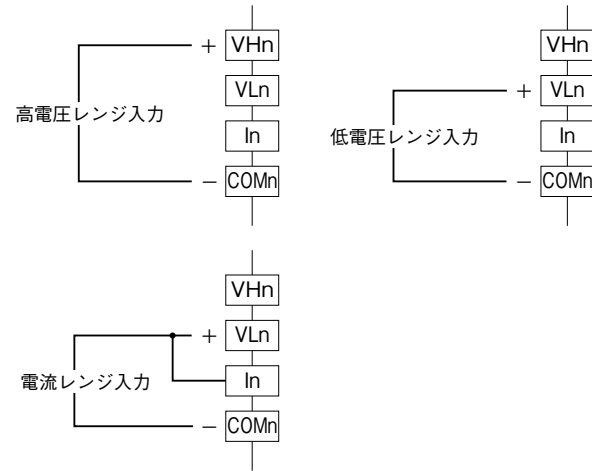 + VHn
VLn
高電圧レンジ入力
In
− COMn
VHn
+ VLn
低電圧レンジ入力
In
− COMn
VHn
+ VLn
電流レンジ入力
In
− COMn